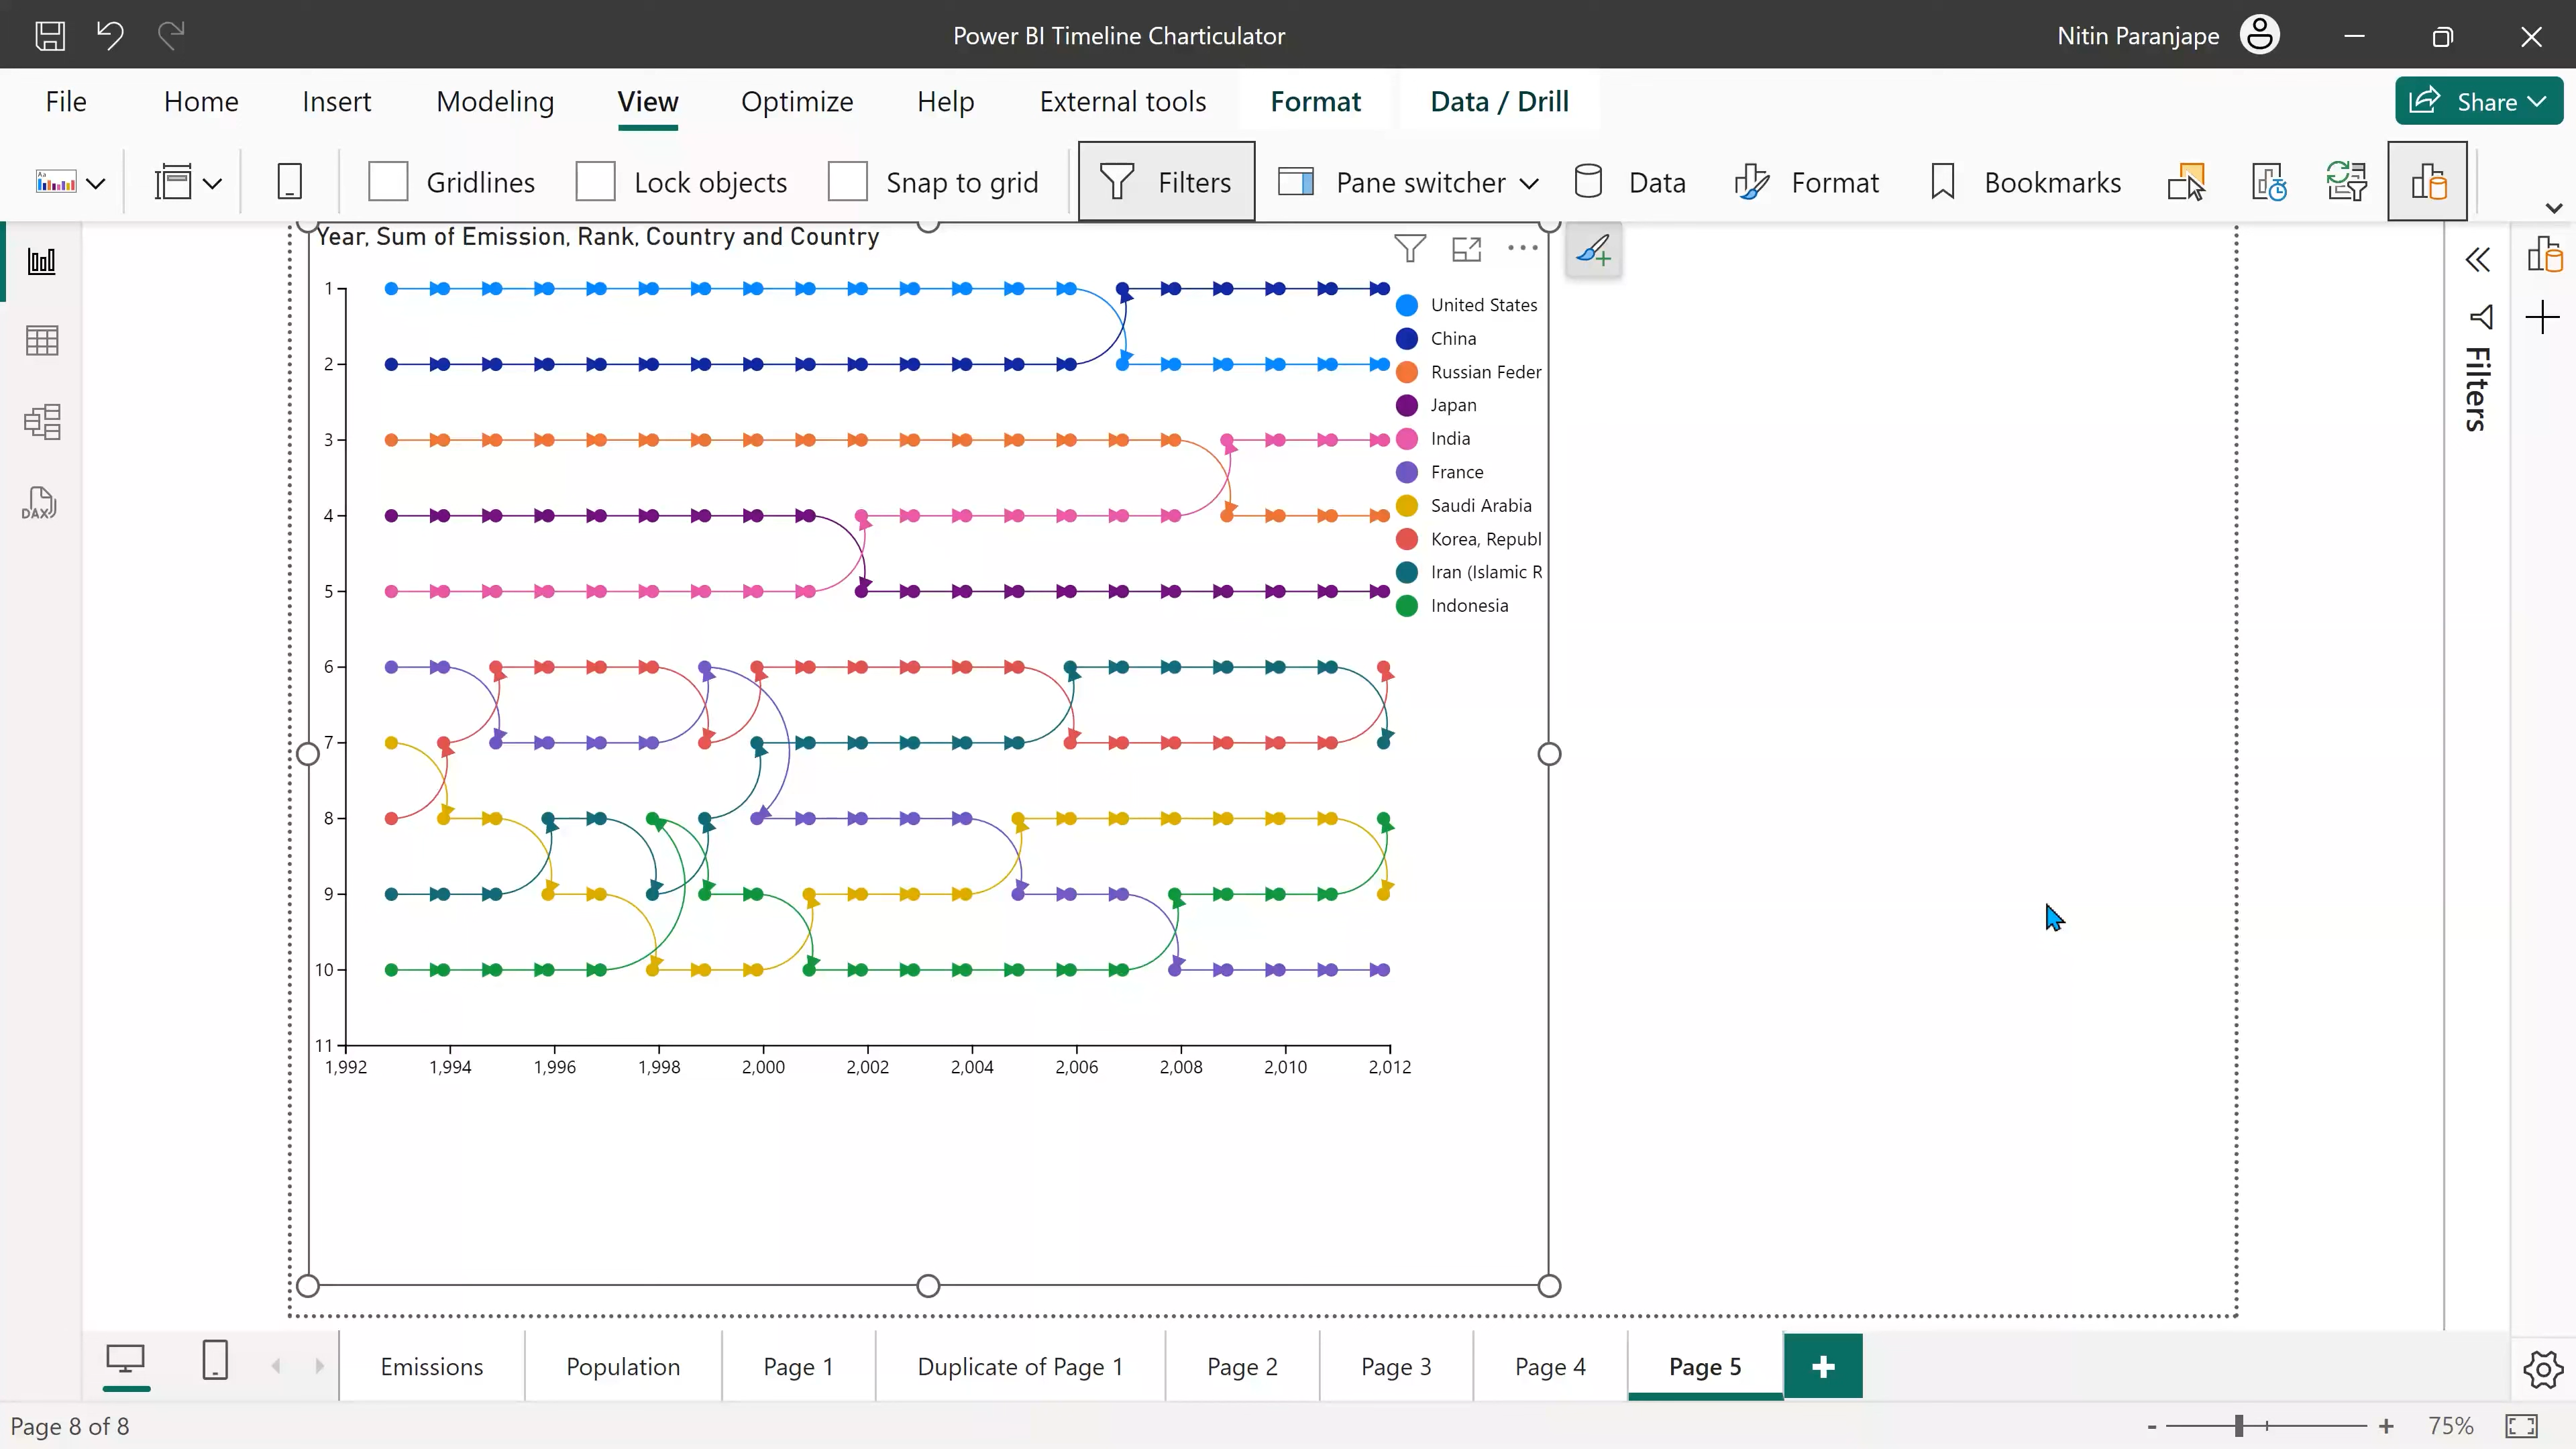 Power BI Timeline Charticulator
Nitin Paranjape
File Home Insert Modeling View Optimize Help External tools Format Data / Drill
Share
Gridlines Lock objects Snap to grid Filters Pane switcher Data Format Bookmarks
Year, Sum of Emission, Rank, Country and Country
1
2
3
4
5
6
7
8
9
10
11
1,992 1,994 1,996 1,998 2,000 2,002 2,004 2,006 2,008 2,010 2,012
United States
China
Russian Feder
Japan
India
France
Saudi Arabia
Korea, Republ
Iran (Islamic R
Indonesia
Filters
DAX
Emissions Population Page 1 Duplicate of Page 1 Page 2 Page 3 Page 4 Page 5
Page 8 of 8
- + 75%